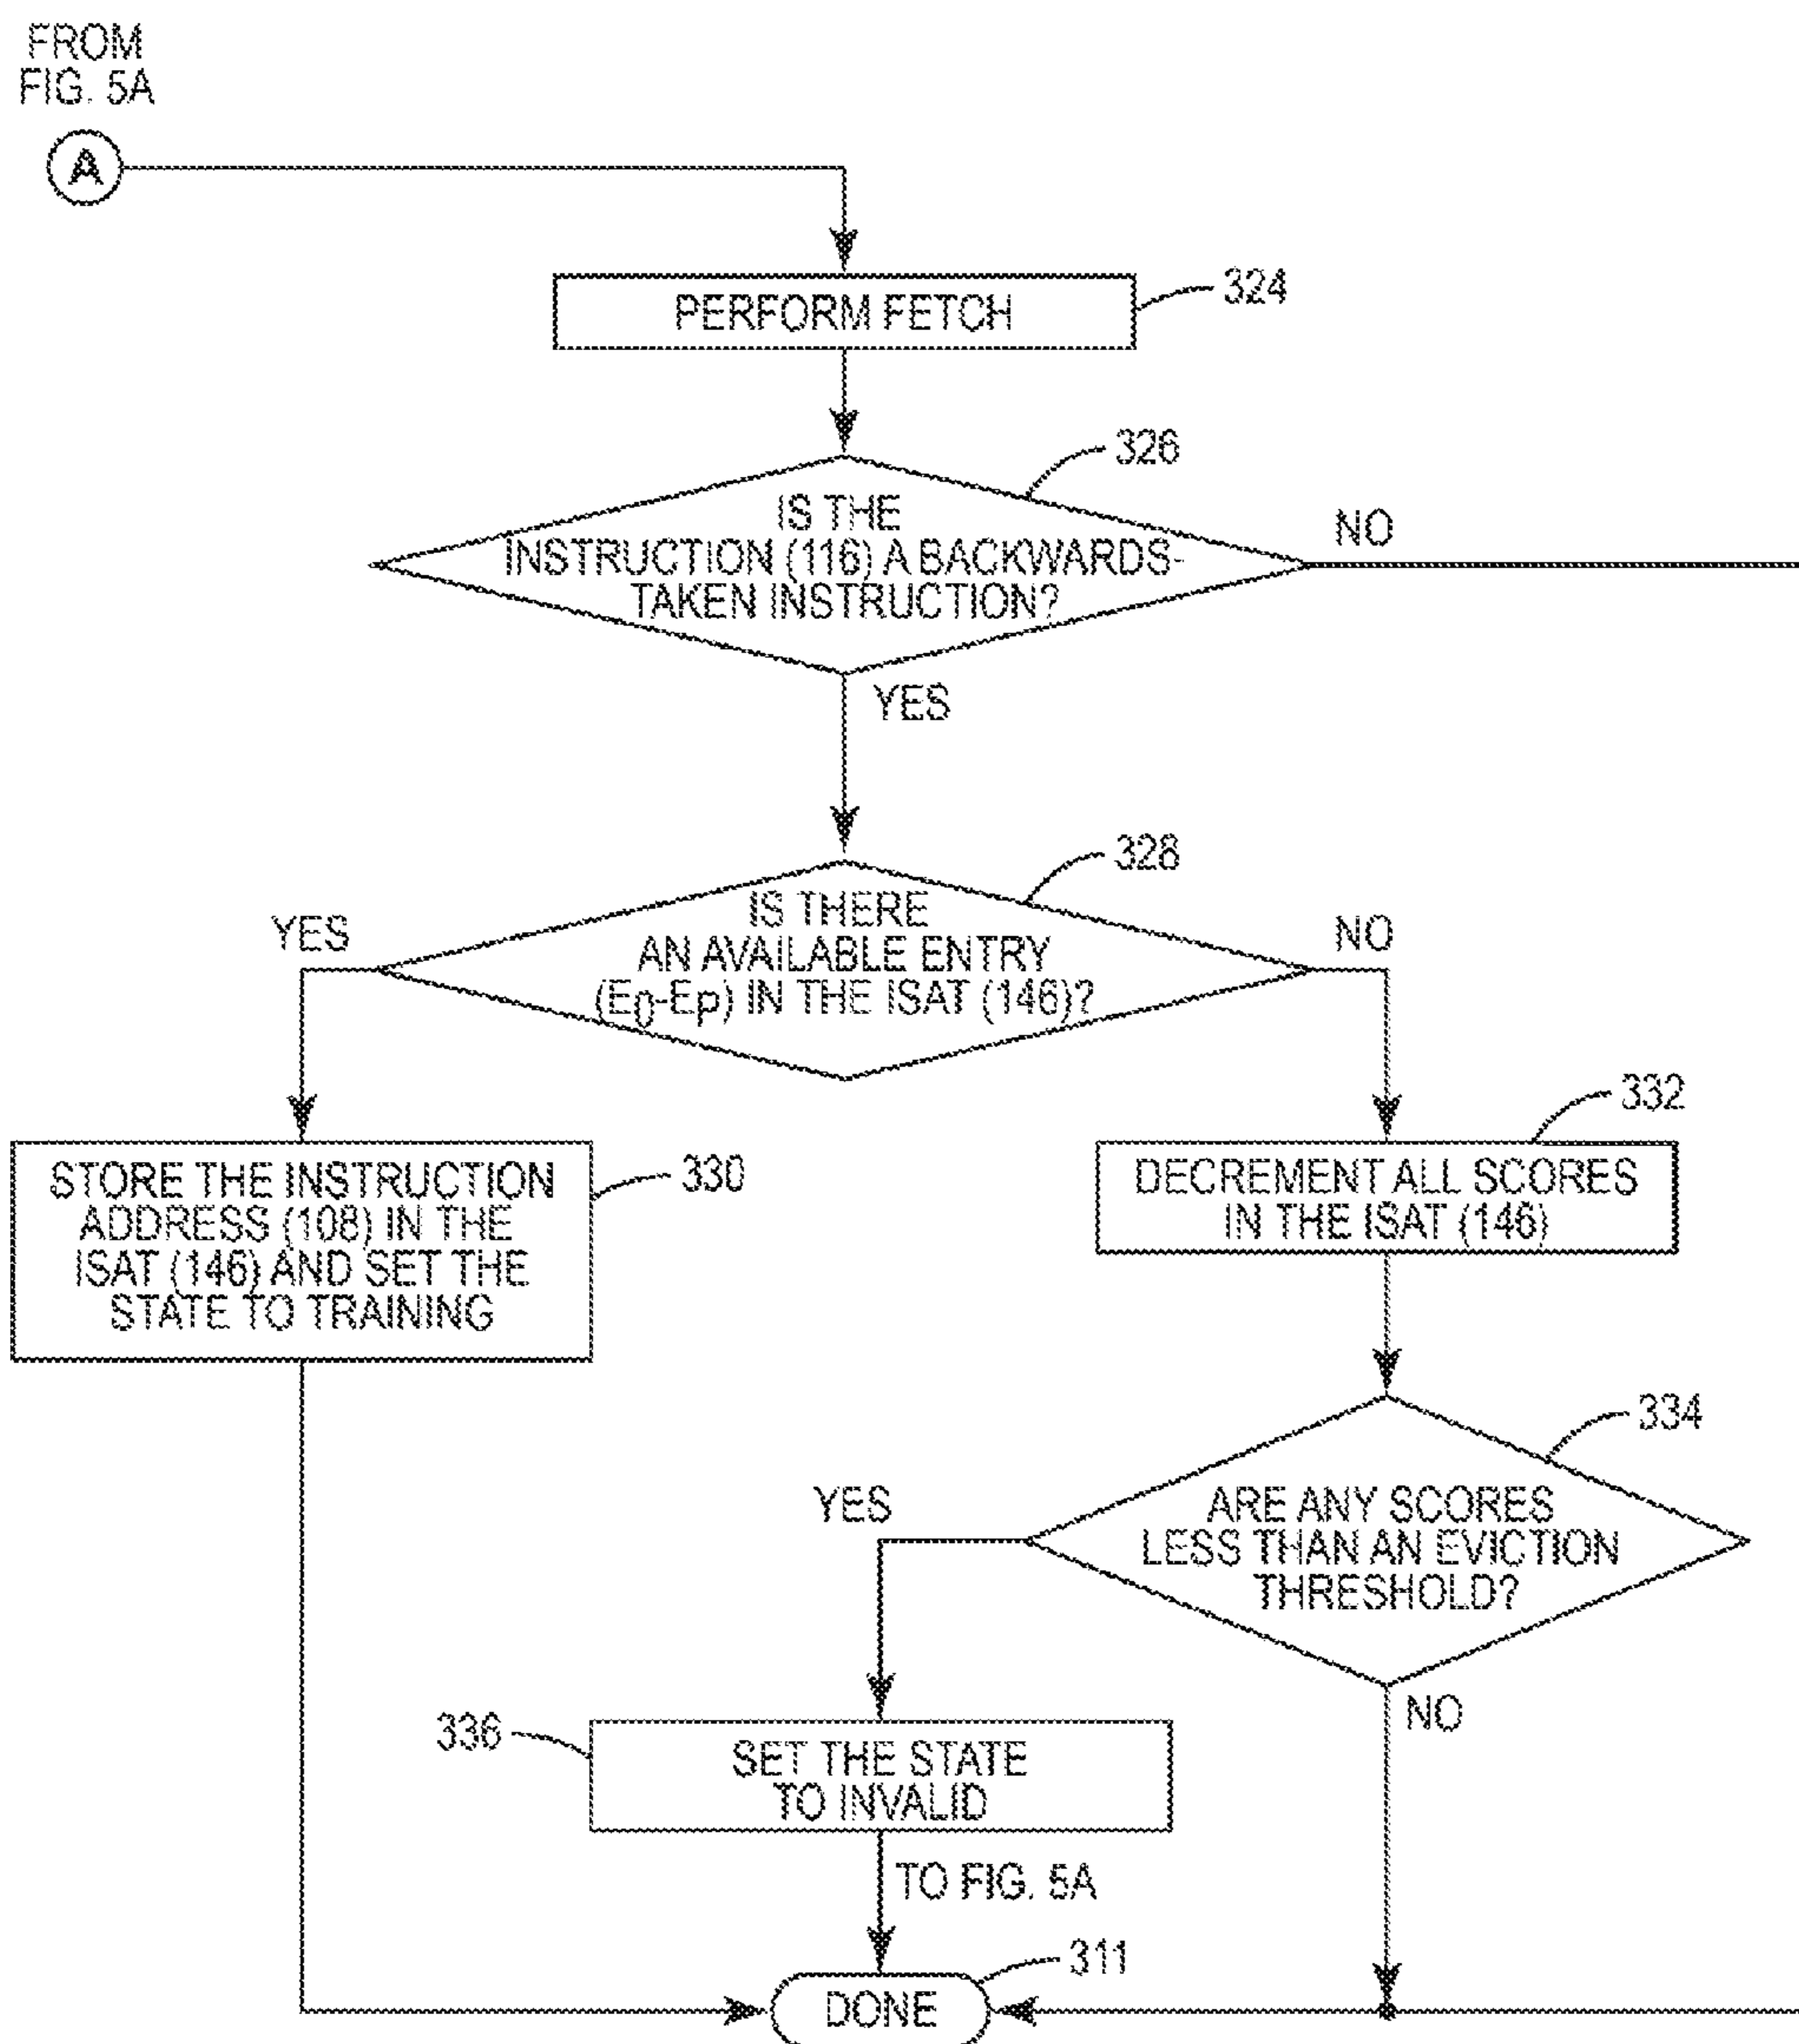 FROM
FIG. 5A
A
PERFORM FETCH
324
326
IS THE
INSTRUCTION (116) A BACKWARDS-
TAKEN INSTRUCTION?
NO
YES
328
IS THERE
AN AVAILABLE ENTRY
(E0-EP) IN THE ISAT (146)?
YES
NO
332
STORE THE INSTRUCTION
ADDRESS (108) IN THE
ISAT (146) AND SET THE
STATE TO TRAINING
330
DECREMENT ALL SCORES
IN THE ISAT (146)
334
ARE ANY SCORES
LESS THAN AN EVICTION
THRESHOLD?
YES
NO
336
SET THE STATE
TO INVALID
TO FIG. 5A
311
DONE